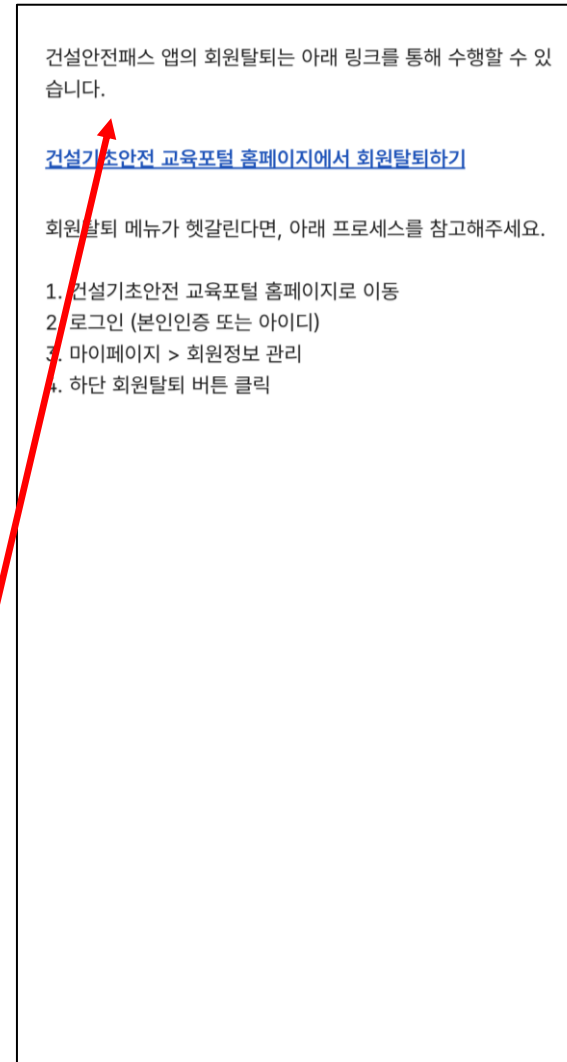 건설안전패스 앱의 회원탈퇴는 아래 링크를 통해 수행할 수 있
습니다.
건설기초안전 교육포털 홈페이지에서 회원탈퇴하기
회원탈퇴 메뉴가 헷갈린다면, 아래 프로세스를 참고해주세요.
1. 건설기초안전 교육포털 홈페이지로 이동
2. 로그인 (본인인증 또는 아이디)
3. 마이페이지 > 회원정보 관리
4. 하단 회원탈퇴 버튼 클릭